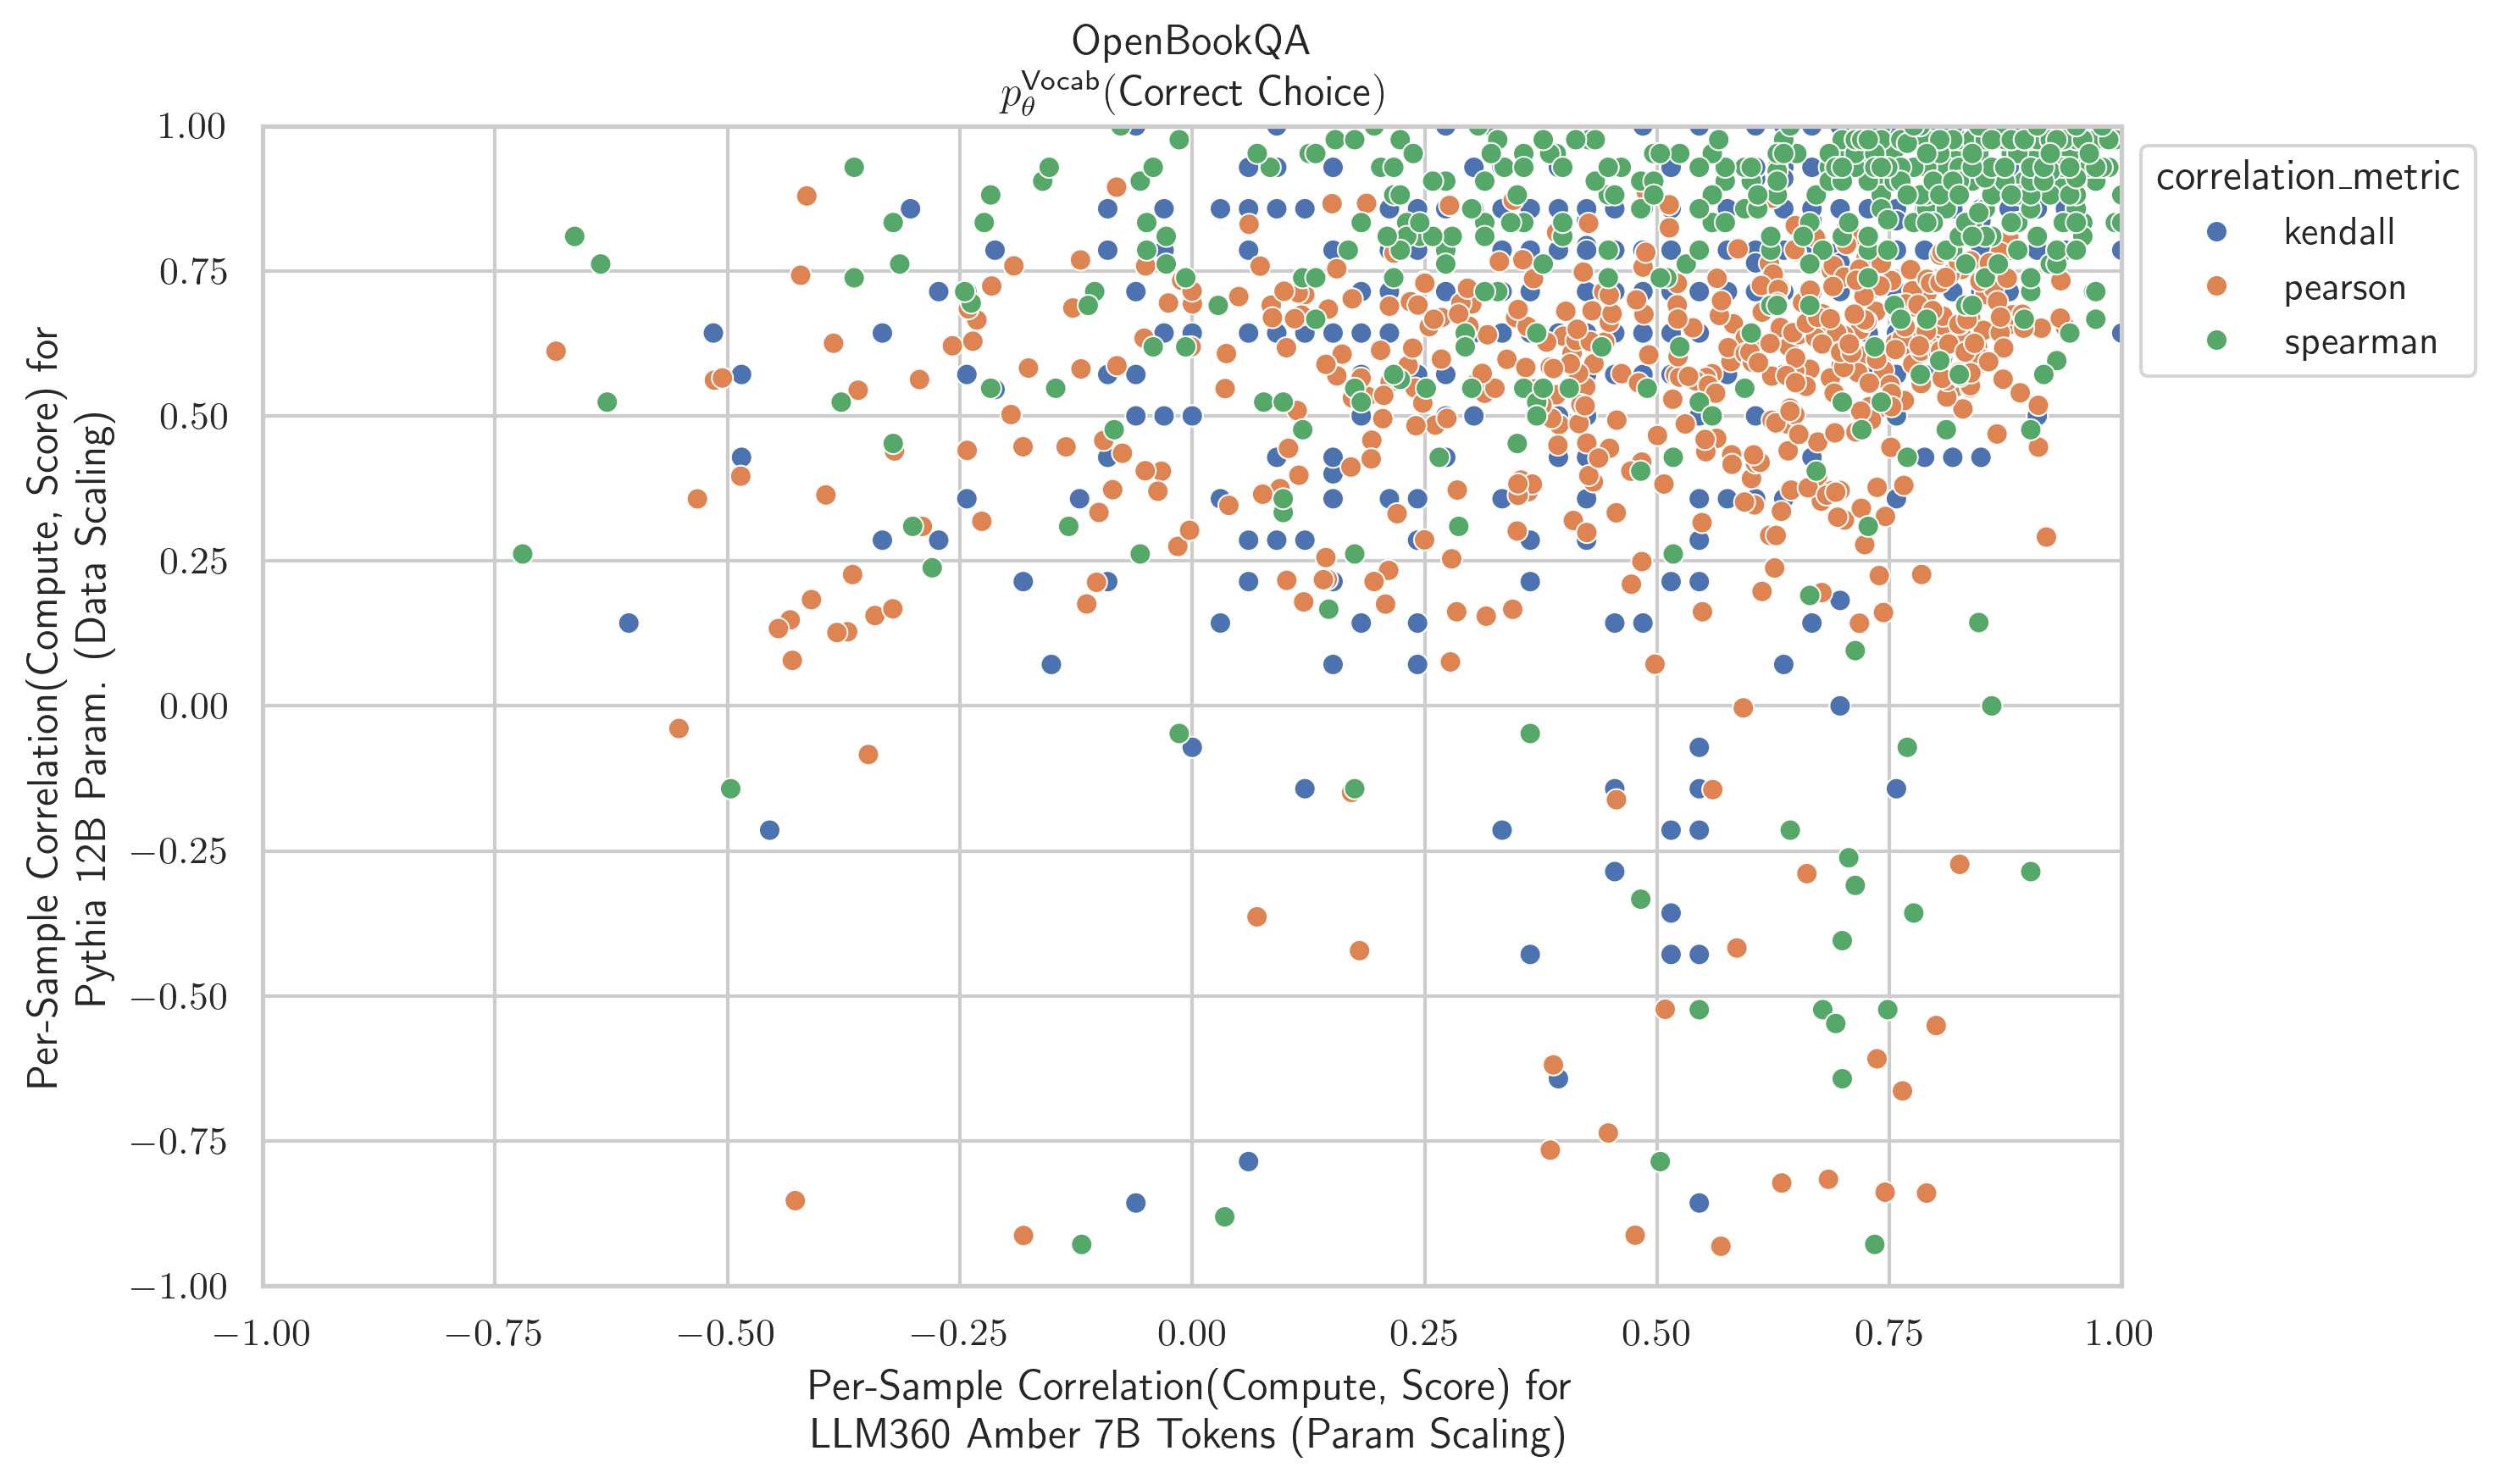 OpenBookQA
p_θ^Vocab(Correct Choice)
1.00
0.75
0.50
0.25
0.00
−0.25
−0.50
−0.75
−1.00
Per-Sample Correlation(Compute, Score) for
Pythia 12B Param. (Data Scaling)
−1.00 −0.75 −0.50 −0.25 0.00 0.25 0.50 0.75 1.00
Per-Sample Correlation(Compute, Score) for
LLM360 Amber 7B Tokens (Param Scaling)
correlation_metric
kendall
pearson
spearman